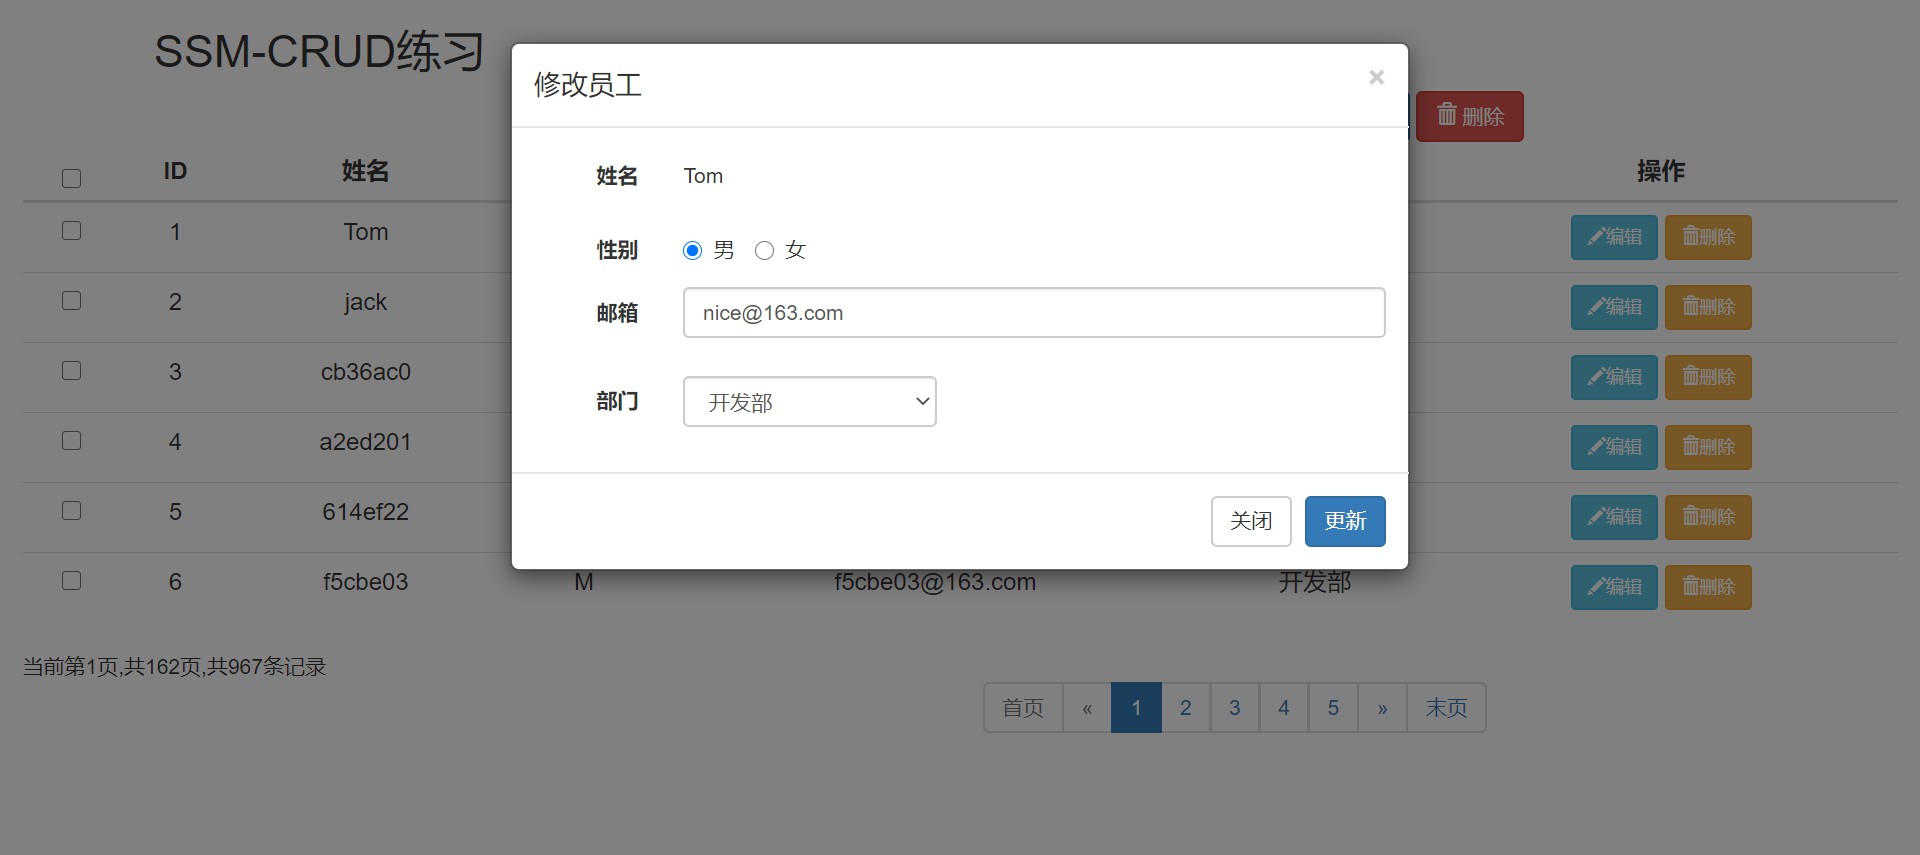 SSM-CRUD练习
修改员工 ×
删除
ID 姓名 操作
姓名 Tom
1 Tom 编辑 删除
性别 男 女
2 jack 编辑 删除
邮箱 nice@163.com
3 cb36ac0 编辑 删除
部门 开发部
4 a2ed201 编辑 删除
5 614ef22 编辑 删除
关闭 更新
6 f5cbe03 M f5cbe03@163.com 开发部 编辑 删除
当前第1页,共162页,共967条记录
首页 « 1 2 3 4 5 » 末页